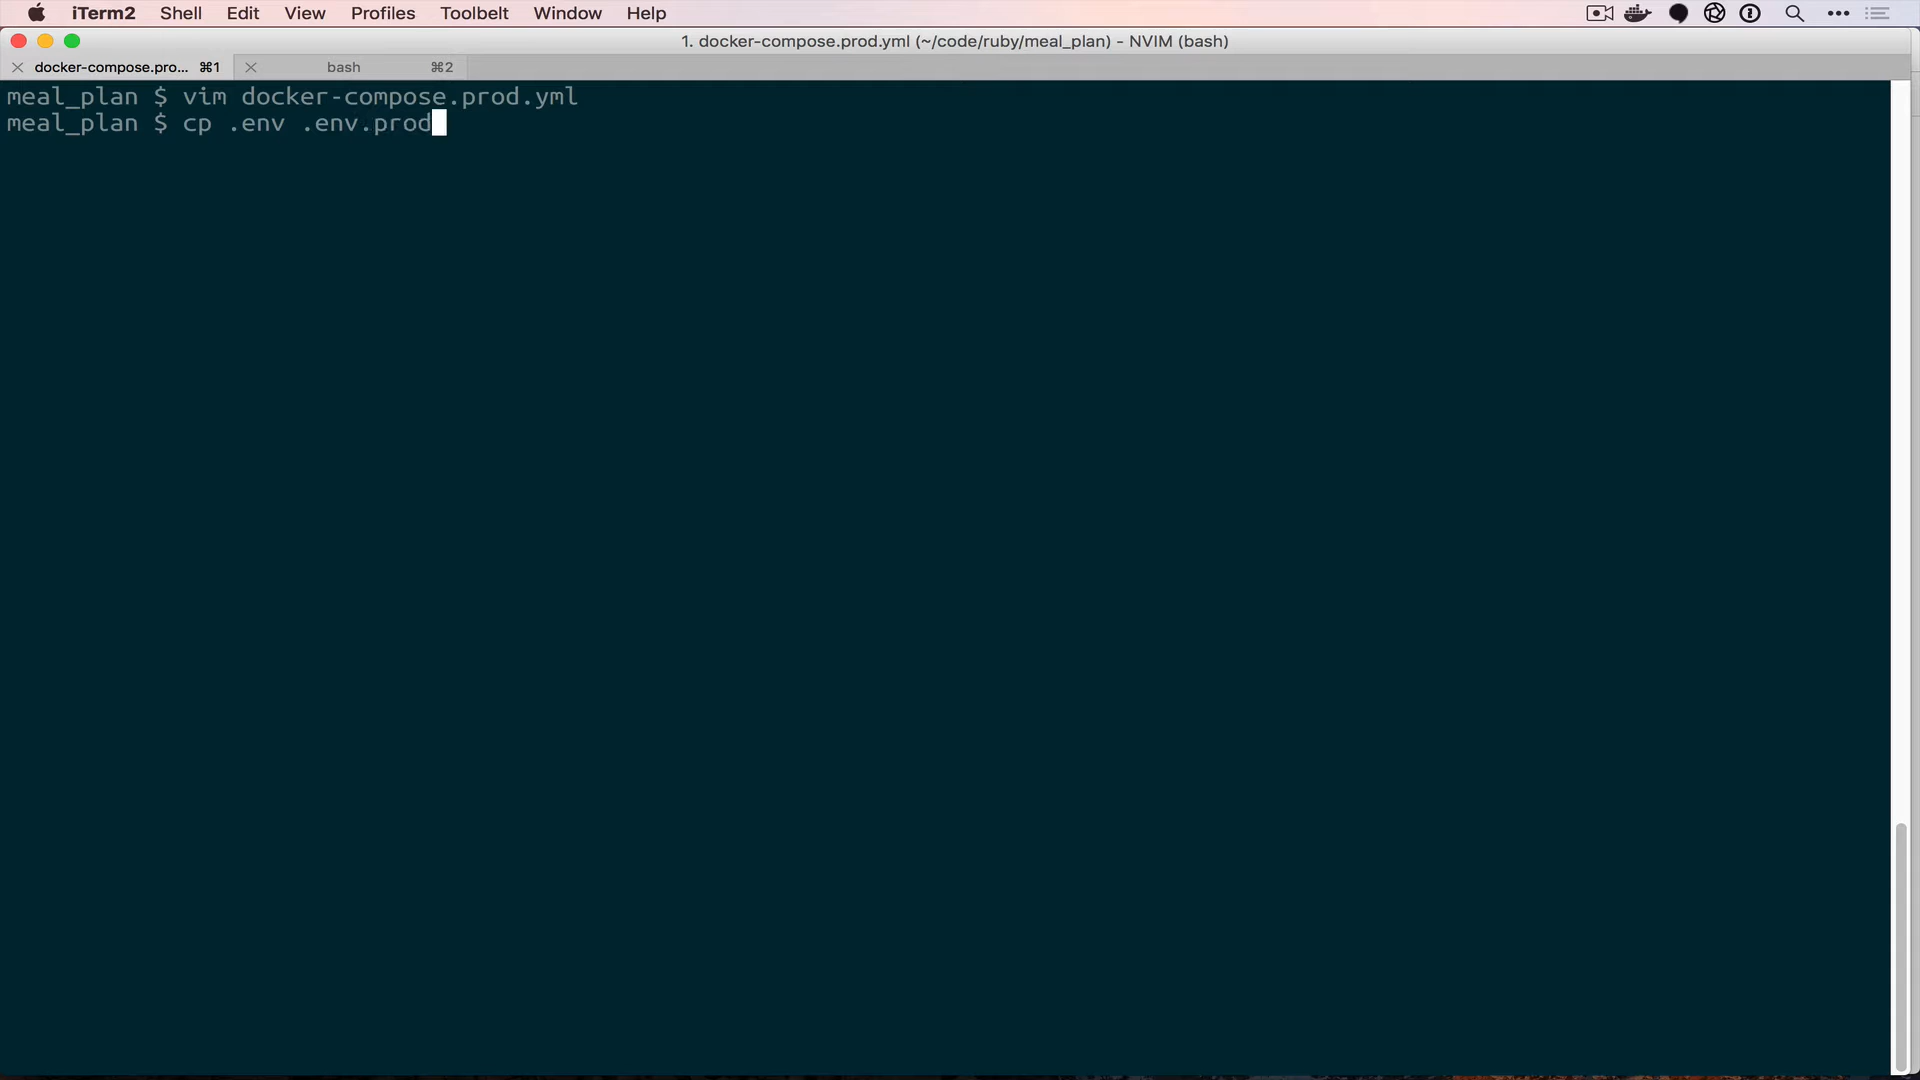 iTerm2 Shell Edit View Profiles Toolbelt Window Help
1. docker-compose.prod.yml (~/code/ruby/meal_plan) - NVIM (bash)
docker-compose.pro... ⌘1 bash ⌘2
meal_plan $ vim docker-compose.prod.yml
meal_plan $ cp .env .env.prod